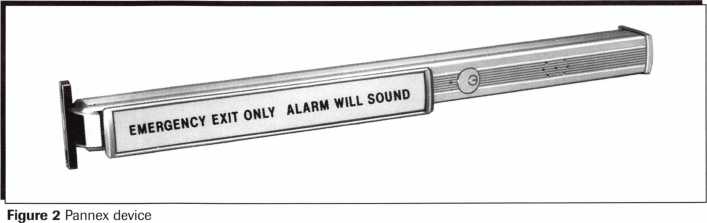 EMERGENCY EXIT ONLY ALARM WILL SOUND
Figure 2 Pannex device